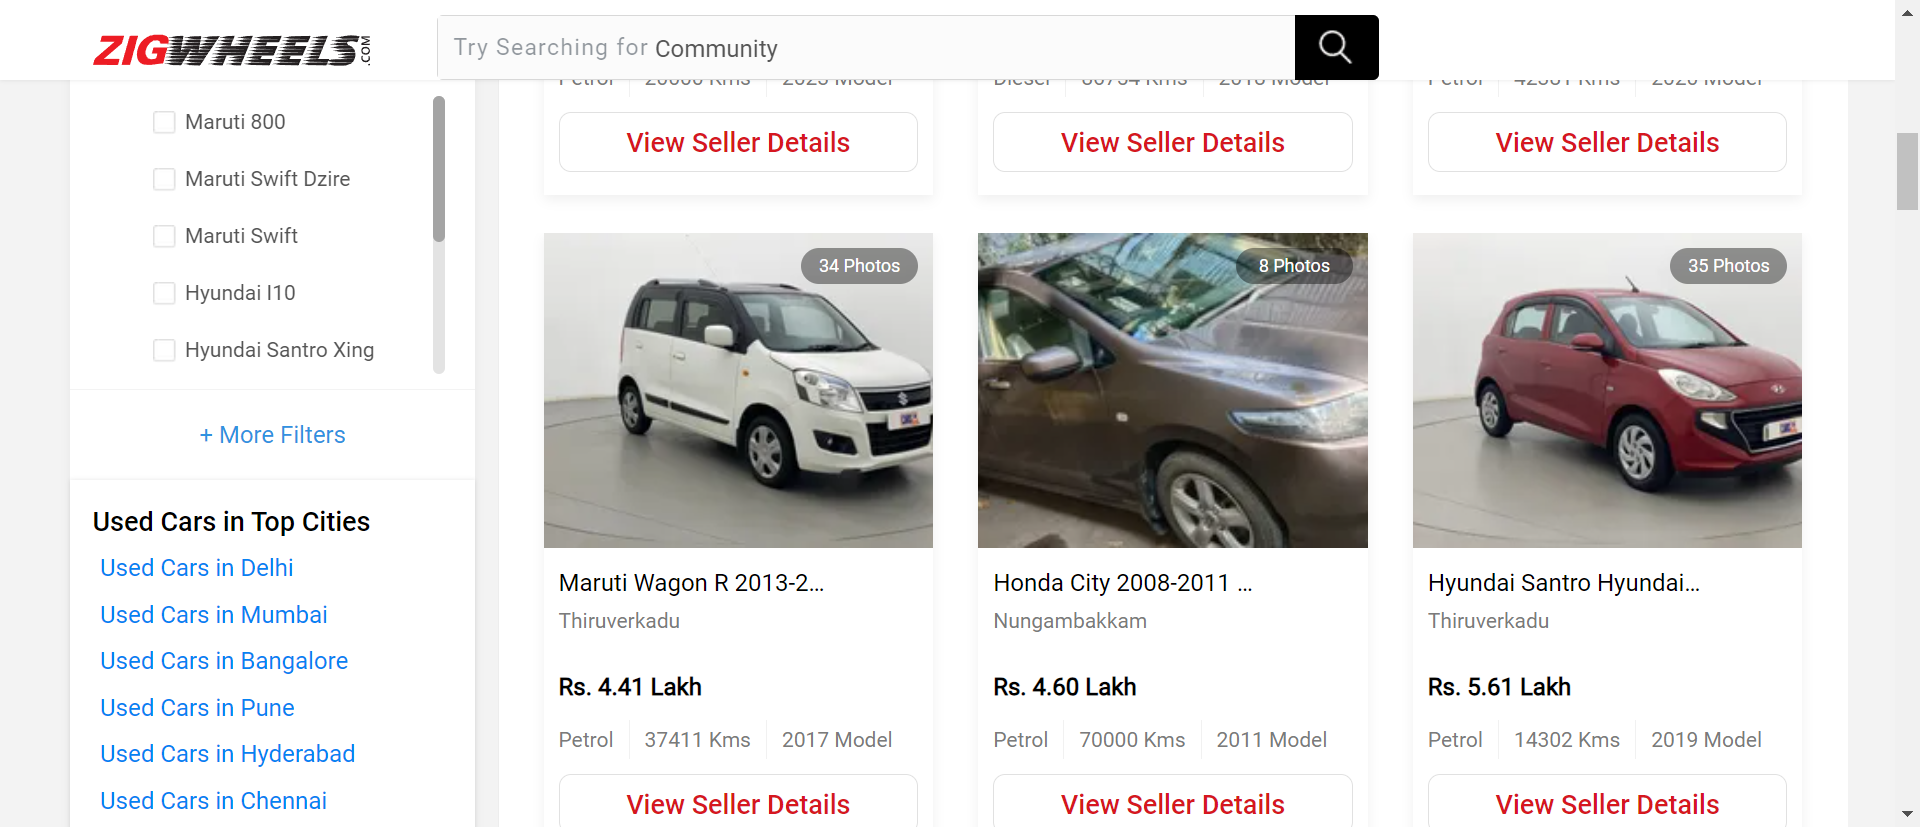 ZIGWHEELS.COM
Try Searching for Community
Maruti 800
Maruti Swift Dzire
Maruti Swift
Hyundai I10
Hyundai Santro Xing
+ More Filters
Used Cars in Top Cities
Used Cars in Delhi
Used Cars in Mumbai
Used Cars in Bangalore
Used Cars in Pune
Used Cars in Hyderabad
Used Cars in Chennai
View Seller Details
View Seller Details
View Seller Details
34 Photos
Maruti Wagon R 2013-2...
Thiruverkadu
Rs. 4.41 Lakh
Petrol 37411 Kms 2017 Model
View Seller Details
8 Photos
Honda City 2008-2011 ...
Nungambakkam
Rs. 4.60 Lakh
Petrol 70000 Kms 2011 Model
View Seller Details
35 Photos
Hyundai Santro Hyundai...
Thiruverkadu
Rs. 5.61 Lakh
Petrol 14302 Kms 2019 Model
View Seller Details